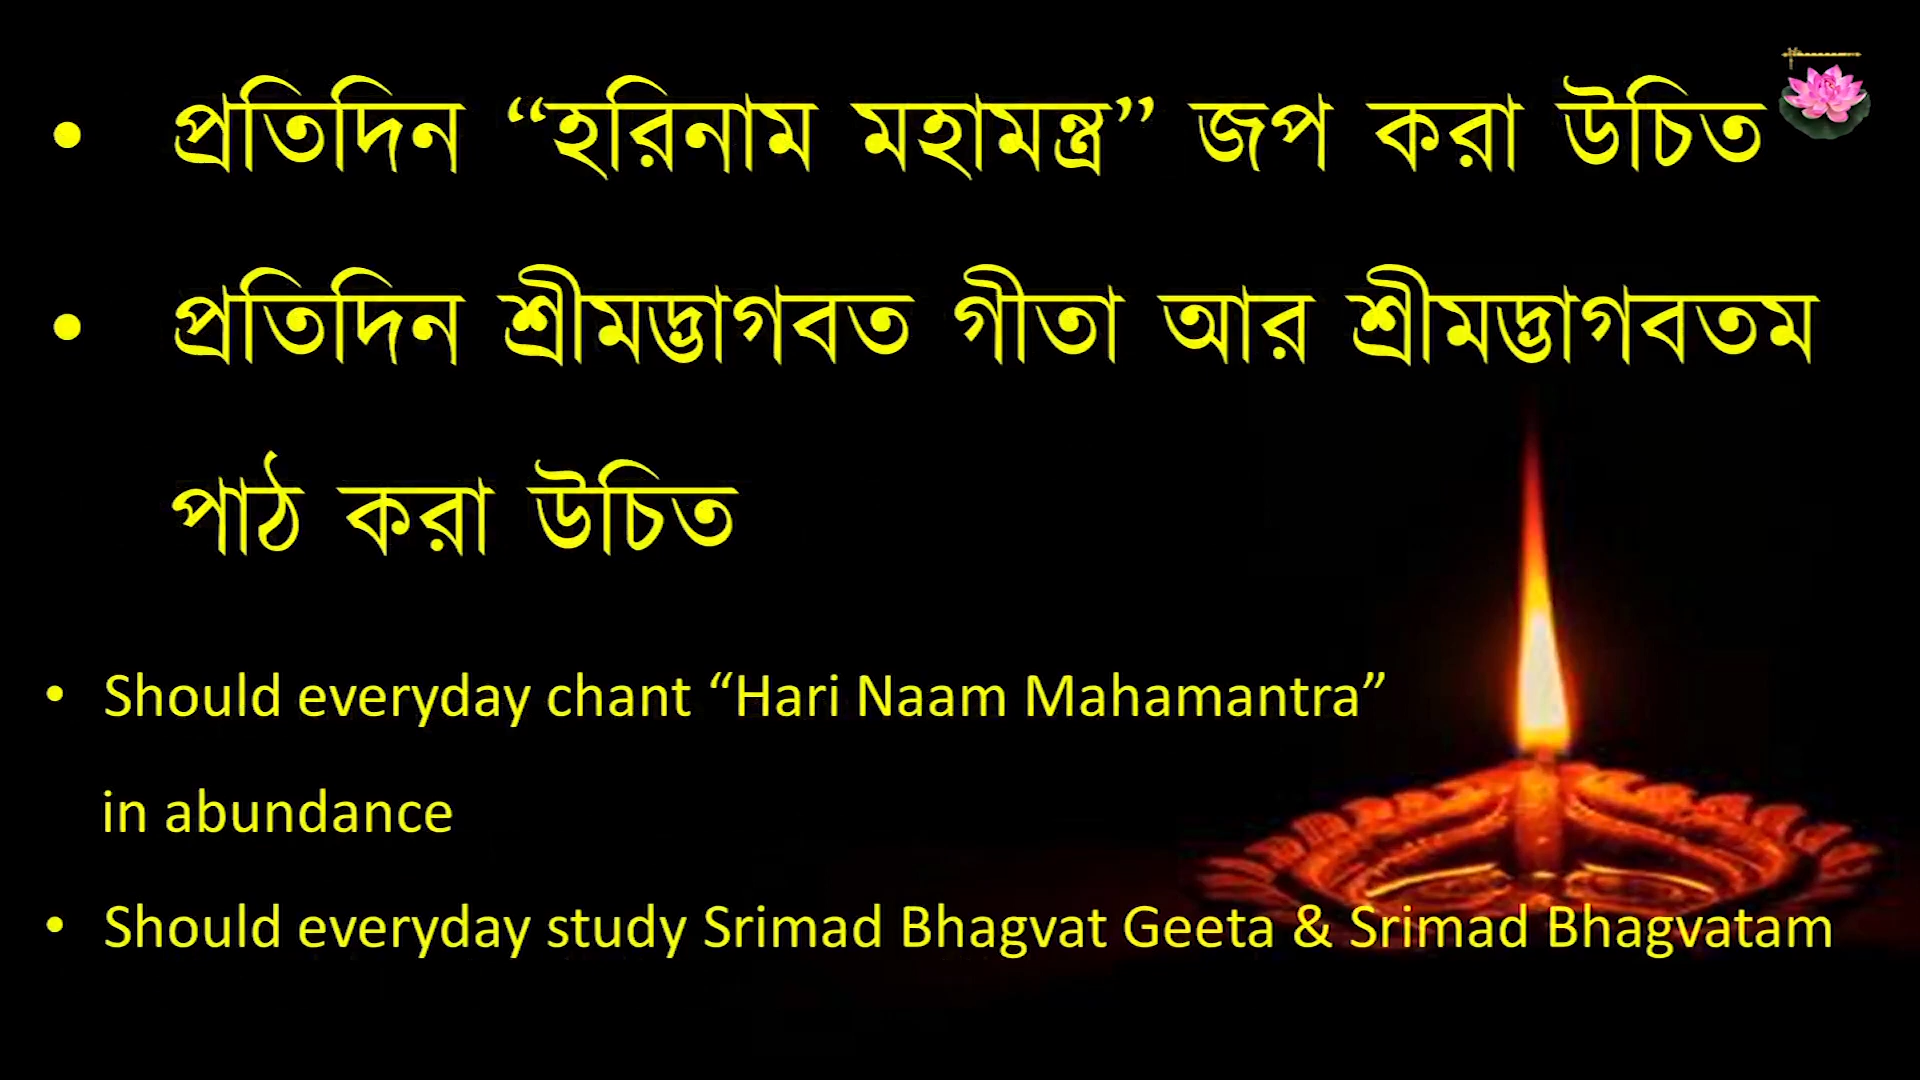 • প্রতিদিন “হরিনাম মহামন্ত্র” জপ করা উচিত
• প্রতিদিন শ্রীমদ্ভাগবত গীতা আর শ্রীমদ্ভাগবতম
পাঠ করা উচিত
• Should everyday chant “Hari Naam Mahamantra”
in abundance
• Should everyday study Srimad Bhagvat Geeta & Srimad Bhagvatam